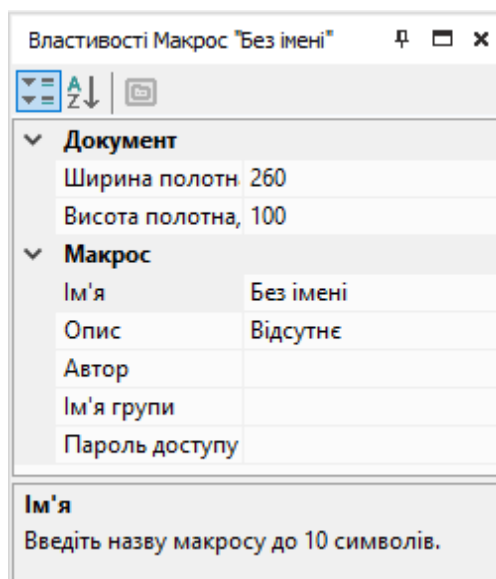 Властивості Макрос "Без імені"
Документ
Ширина полотн 260
Висота полотна, 100
Макрос
Ім'я Без імені
Опис Відсутнє
Автор
Ім'я групи
Пароль доступу
Ім'я
Введіть назву макросу до 10 символів.